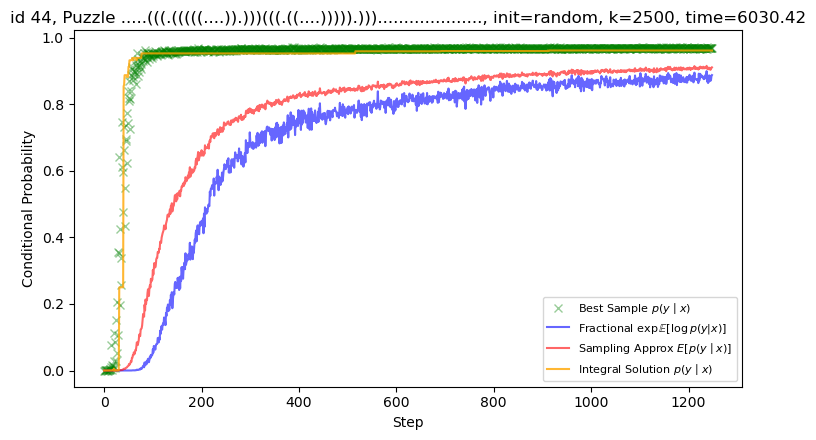 id 44, Puzzle .....(((.(((((....)).)))(((.((....))))).)))....................., init=random, k=2500, time=6030.42
Conditional Probability
1.0
0.8
0.6
0.4
0.2
0.0
0
200
400
600
800
1000
1200
Step
Best Sample p(y | x)
Fractional exp 𝔼[log p(y|x)]
Sampling Approx E[p(y | x)]
Integral Solution p(y | x)